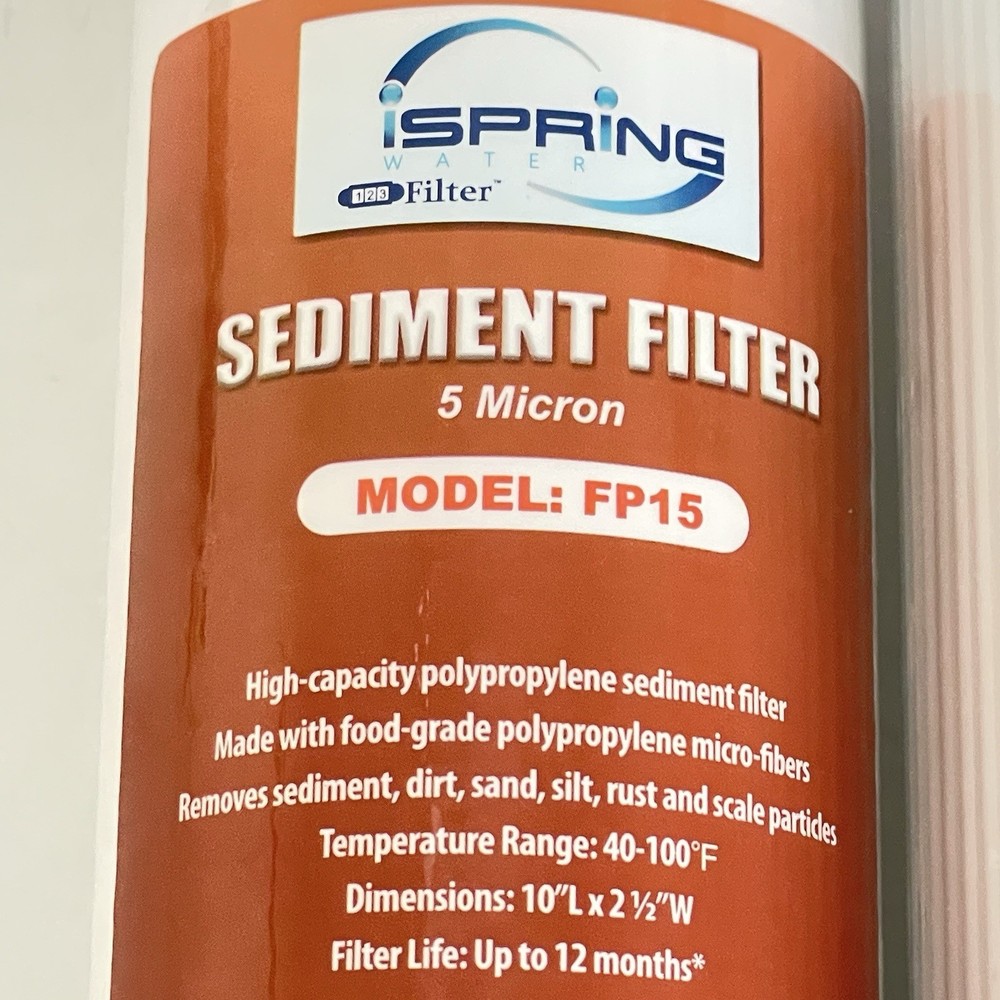 iSPRiNG
WATER
123Filter™
SEDIMENT FILTER
5 Micron
MODEL: FP15
High-capacity polypropylene sediment filter
Made with food-grade polypropylene micro-fibers
Removes sediment, dirt, sand, silt, rust and scale particles
Temperature Range: 40-100°F
Dimensions: 10”L x 2 ½”W
Filter Life: Up to 12 months*